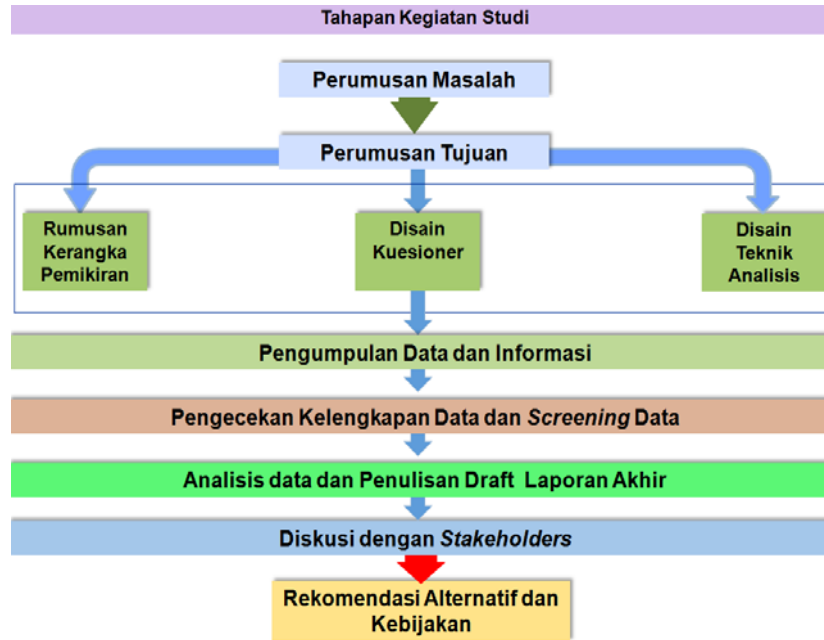 Tahapan Kegiatan Studi
Perumusan Masalah
Perumusan Tujuan
Rumusan
Kerangka
Pemikiran
Disain
Kuesioner
Disain
Teknik
Analisis
Pengumpulan Data dan Informasi
Pengecekan Kelengkapan Data dan Screening Data
Analisis data dan Penulisan Draft Laporan Akhir
Diskusi dengan Stakeholders
Rekomendasi Alternatif dan
Kebijakan